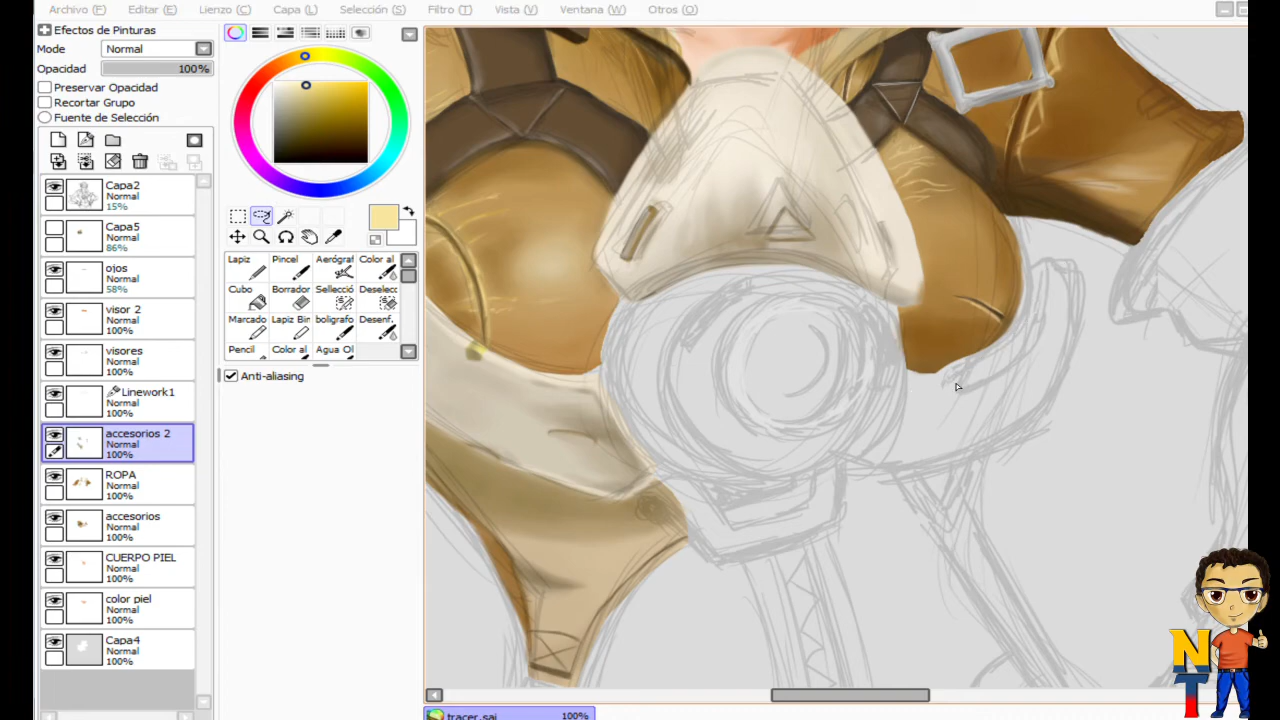 Archivo (F)  Editar (E)  Lienzo (C)  Capa (L)  Selección (S)  Filtro (T)  Vista (V)  Ventana (W)  Otros (O)
Efectos de Pinturas
Mode Normal
Opacidad 100%
Preservar Opacidad
Recortar Grupo
Fuente de Selección
Capa2
Normal
15%
Capa5
Normal
86%
ojos
Normal
58%
visor 2
Normal
100%
visores
Normal
100%
Linework1
Normal
100%
accesorios 2
Normal
100%
ROPA
Normal
100%
accesorios
Normal
100%
CUERPO PIEL
Normal
100%
color piel
Normal
100%
Capa4
Normal
100%
Lapiz Pincel Aerógraf Color al
Cubo Borrador Sellecció Deselecc
Marcado Lapiz Bin boligrafo Desenf.
Pencil Color al Agua Ol
Anti-aliasing
tracer.sai 100%
N
T